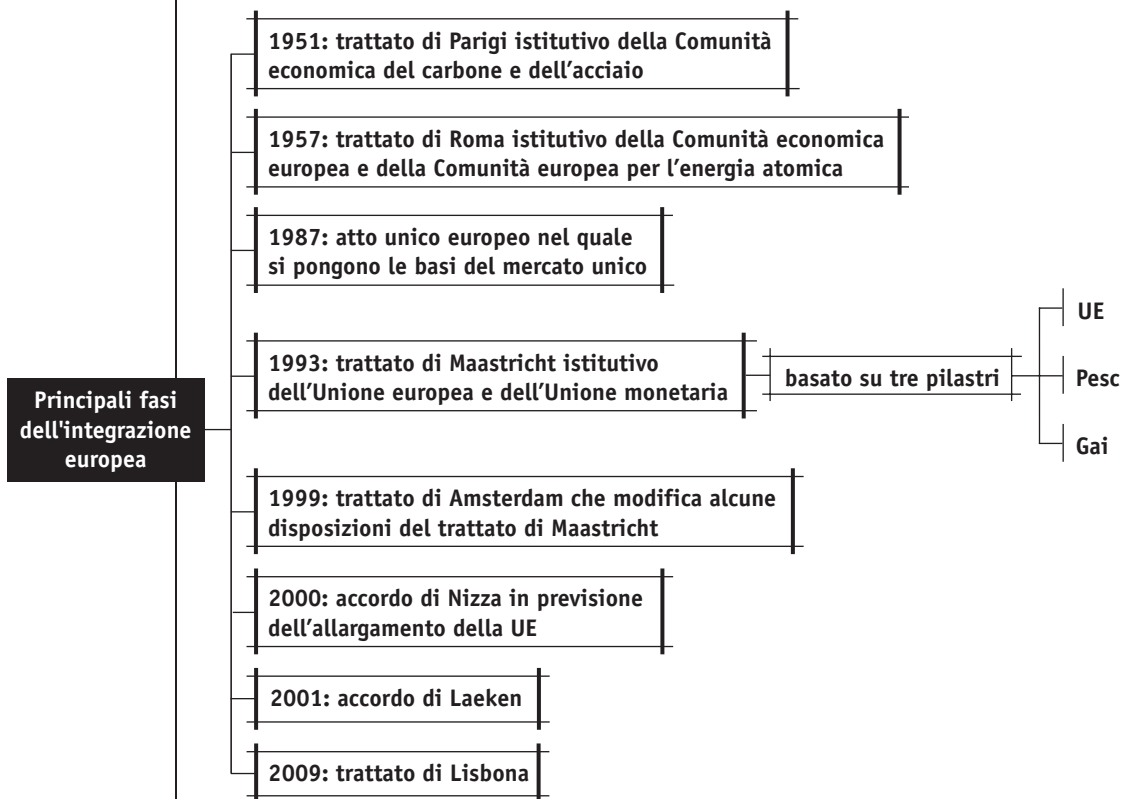 1951: trattato di Parigi istitutivo della Comunità
economica del carbone e dell’acciaio
1957: trattato di Roma istitutivo della Comunità economica
europea e della Comunità europea per l’energia atomica
1987: atto unico europeo nel quale
si pongono le basi del mercato unico
1993: trattato di Maastricht istitutivo
dell’Unione europea e dell’Unione monetaria
basato su tre pilastri
UE
Pesc
Gai
Principali fasi
dell'integrazione
europea
1999: trattato di Amsterdam che modifica alcune
disposizioni del trattato di Maastricht
2000: accordo di Nizza in previsione
dell’allargamento della UE
2001: accordo di Laeken
2009: trattato di Lisbona